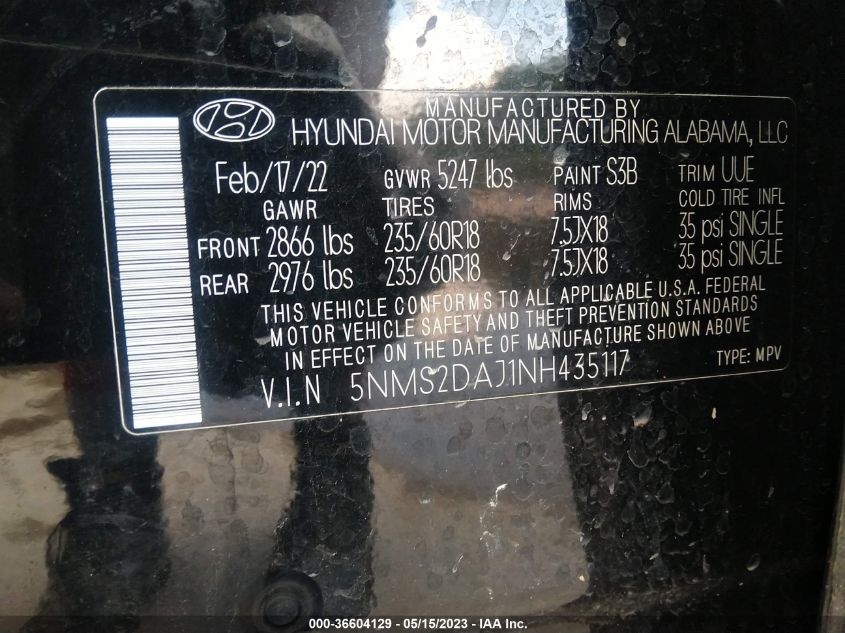 MANUFACTURED BY
HYUNDAI MOTOR MANUFACTURING ALABAMA, LLC
Feb/17/22 GVWR 5247 lbs PAINT S3B TRIM UUE
GAWR TIRES RIMS COLD TIRE INFL
FRONT 2866 lbs 235/60R18 7.5JX18 35 psi SINGLE
REAR 2976 lbs 235/60R18 7.5JX18 35 psi SINGLE
THIS VEHICLE CONFORMS TO ALL APPLICABLE U.S.A. FEDERAL
MOTOR VEHICLE SAFETY AND THEFT PREVENTION STANDARDS
IN EFFECT ON THE DATE OF MANUFACTURE SHOWN ABOVE
V.I.N 5NMS2DAJ1NH435117 TYPE: MPV
000-36604129 - 05/15/2023 - IAA Inc.